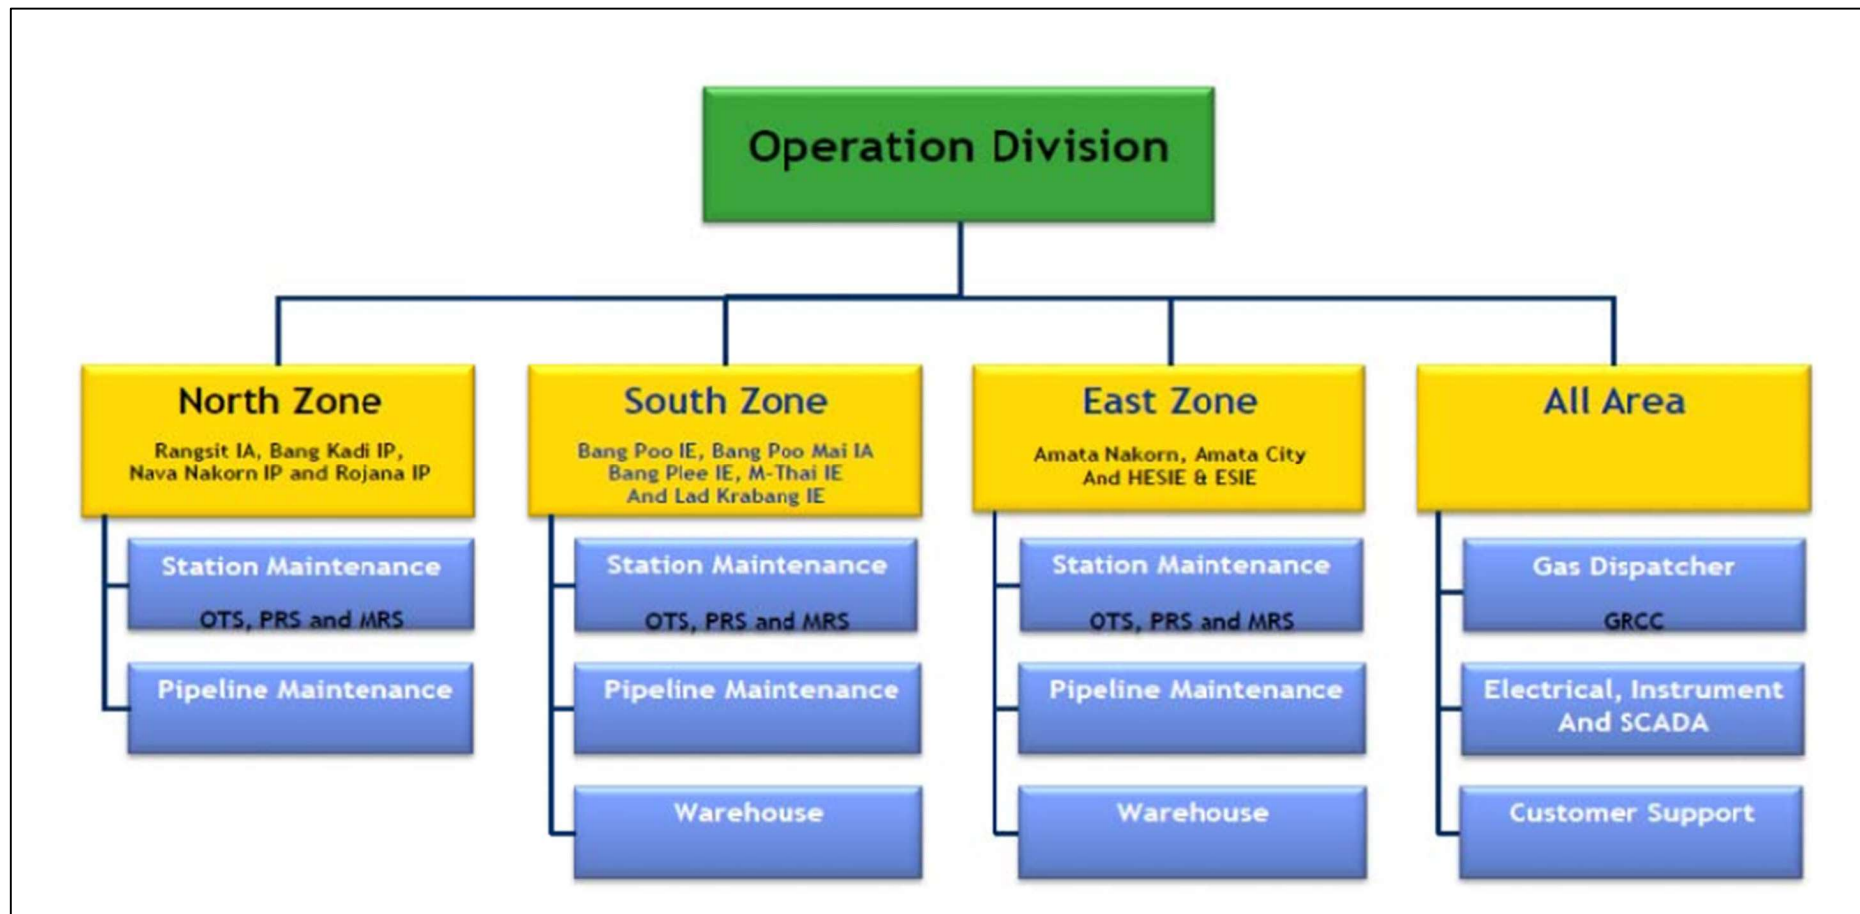 Operation Division
North Zone
Rangsit IA, Bang Kadi IP,
Nava Nakorn IP and Rojana IP
Station Maintenance
OTS, PRS and MRS
Pipeline Maintenance
South Zone
Bang Poo IE, Bang Poo Mai IA
Bang Plee IE, M-Thai IE
And Lad Krabang IE
Station Maintenance
OTS, PRS and MRS
Pipeline Maintenance
Warehouse
East Zone
Amata Nakorn, Amata City
And HESIE & ESIE
Station Maintenance
OTS, PRS and MRS
Pipeline Maintenance
Warehouse
All Area
Gas Dispatcher
GRCC
Electrical, Instrument
And SCADA
Customer Support